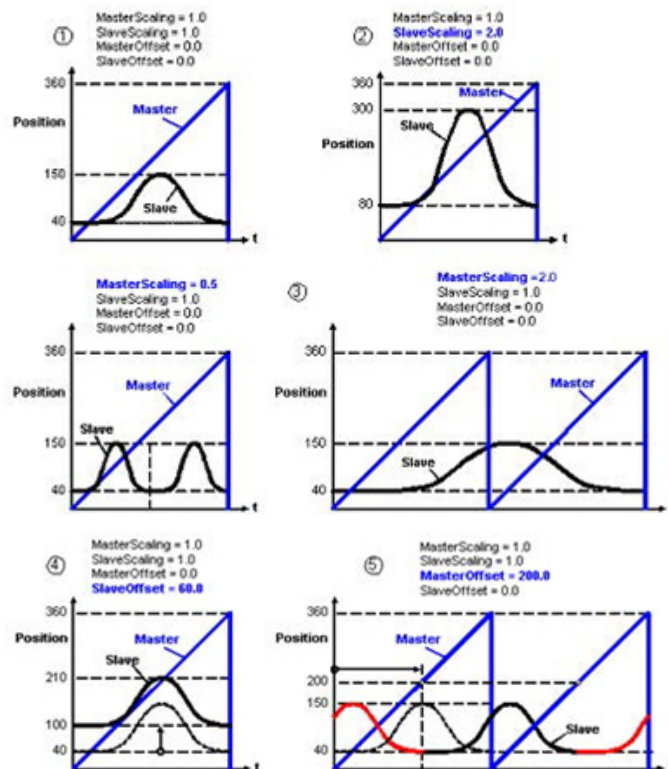 ①
MasterScaling = 1.0
SlaveScaling = 1.0
MasterOffset = 0.0
SlaveOffset = 0.0
360
Master
Position
150
Slave
40
t
②
MasterScaling = 1.0
SlaveScaling = 2.0
MasterOffset = 0.0
SlaveOffset = 0.0
360
Master
300
Slave
Position
80
t
MasterScaling = 0.5
SlaveScaling = 1.0
MasterOffset = 0.0
SlaveOffset = 0.0
360
Master
Position
Slave
150
40
t
③
MasterScaling =2.0
SlaveScaling = 1.0
MasterOffset = 0.0
SlaveOffset = 0.0
360
Master
Position
150
Slave
40
④
MasterScaling = 1.0
SlaveScaling = 1.0
MasterOffset = 0.0
SlaveOffset = 60.0
360
Position
Master
Slave
210
100
40
t
⑤
MasterScaling = 1.0
SlaveScaling = 1.0
MasterOffset = 200.0
SlaveOffset = 0.0
360
Position
Master
200
150
Slave
40